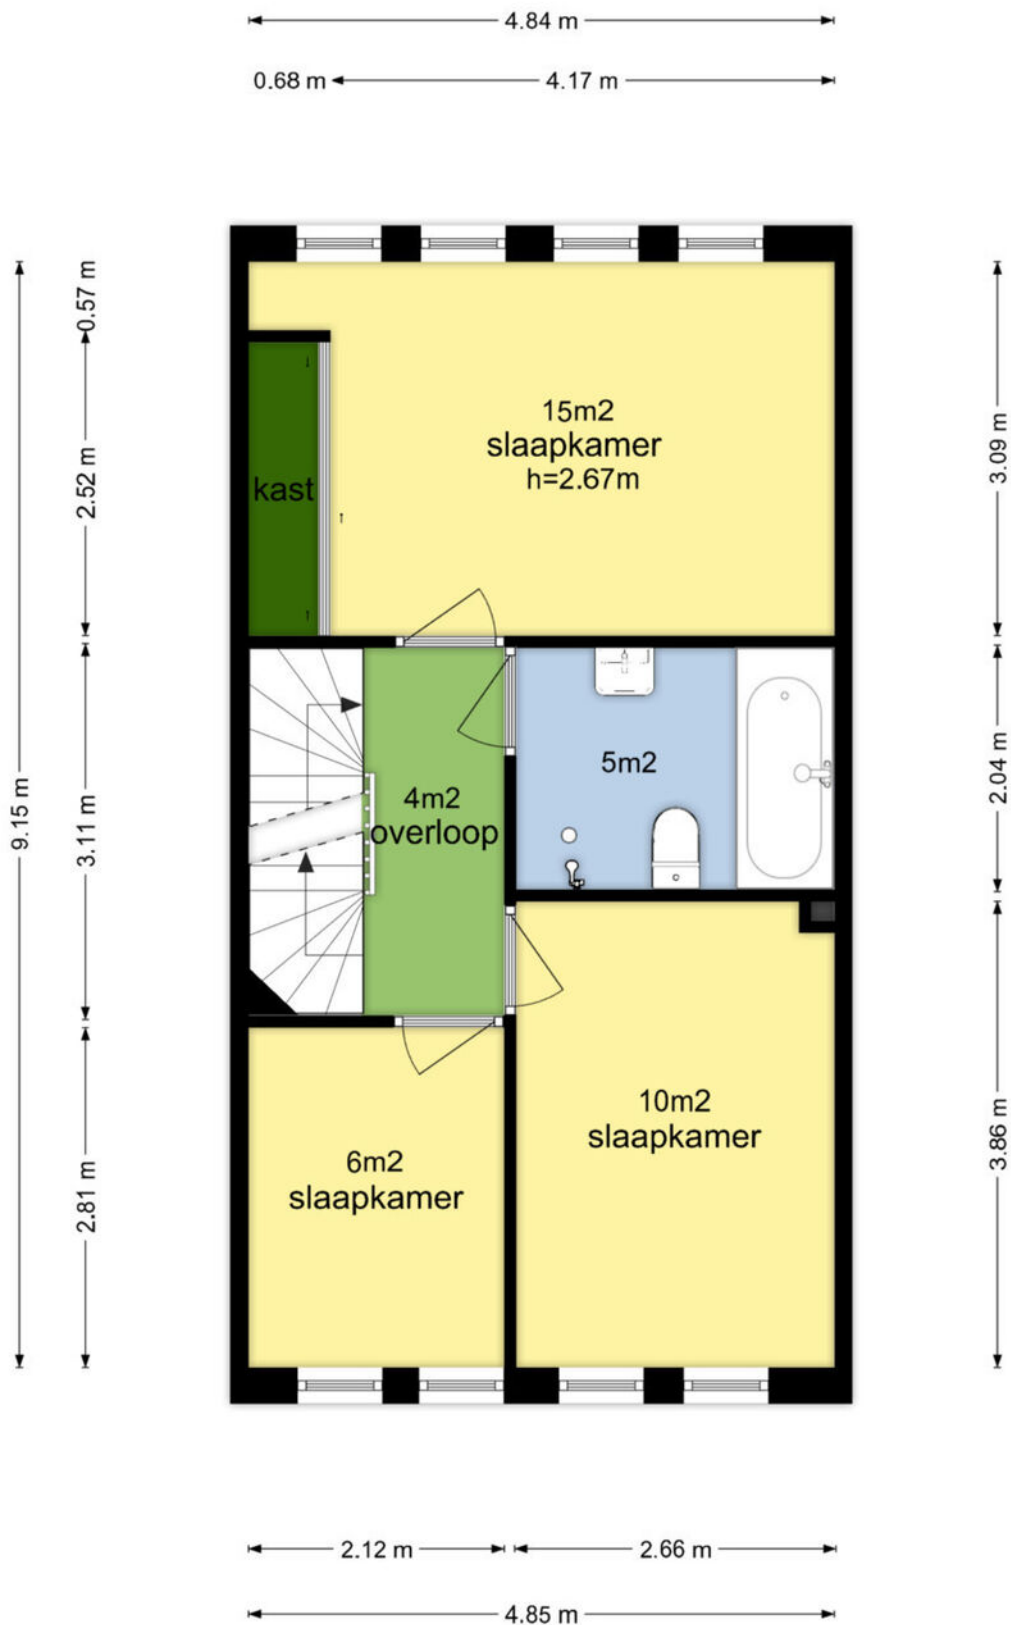 4.84 m
0.68 m
4.17 m
0.57 m
2.52 m
3.09 m
15m2
slaapkamer
h=2.67m
kast
9.15 m
3.11 m
2.04 m
5m2
4m2
overloop
2.81 m
3.86 m
10m2
slaapkamer
6m2
slaapkamer
2.12 m
2.66 m
4.85 m